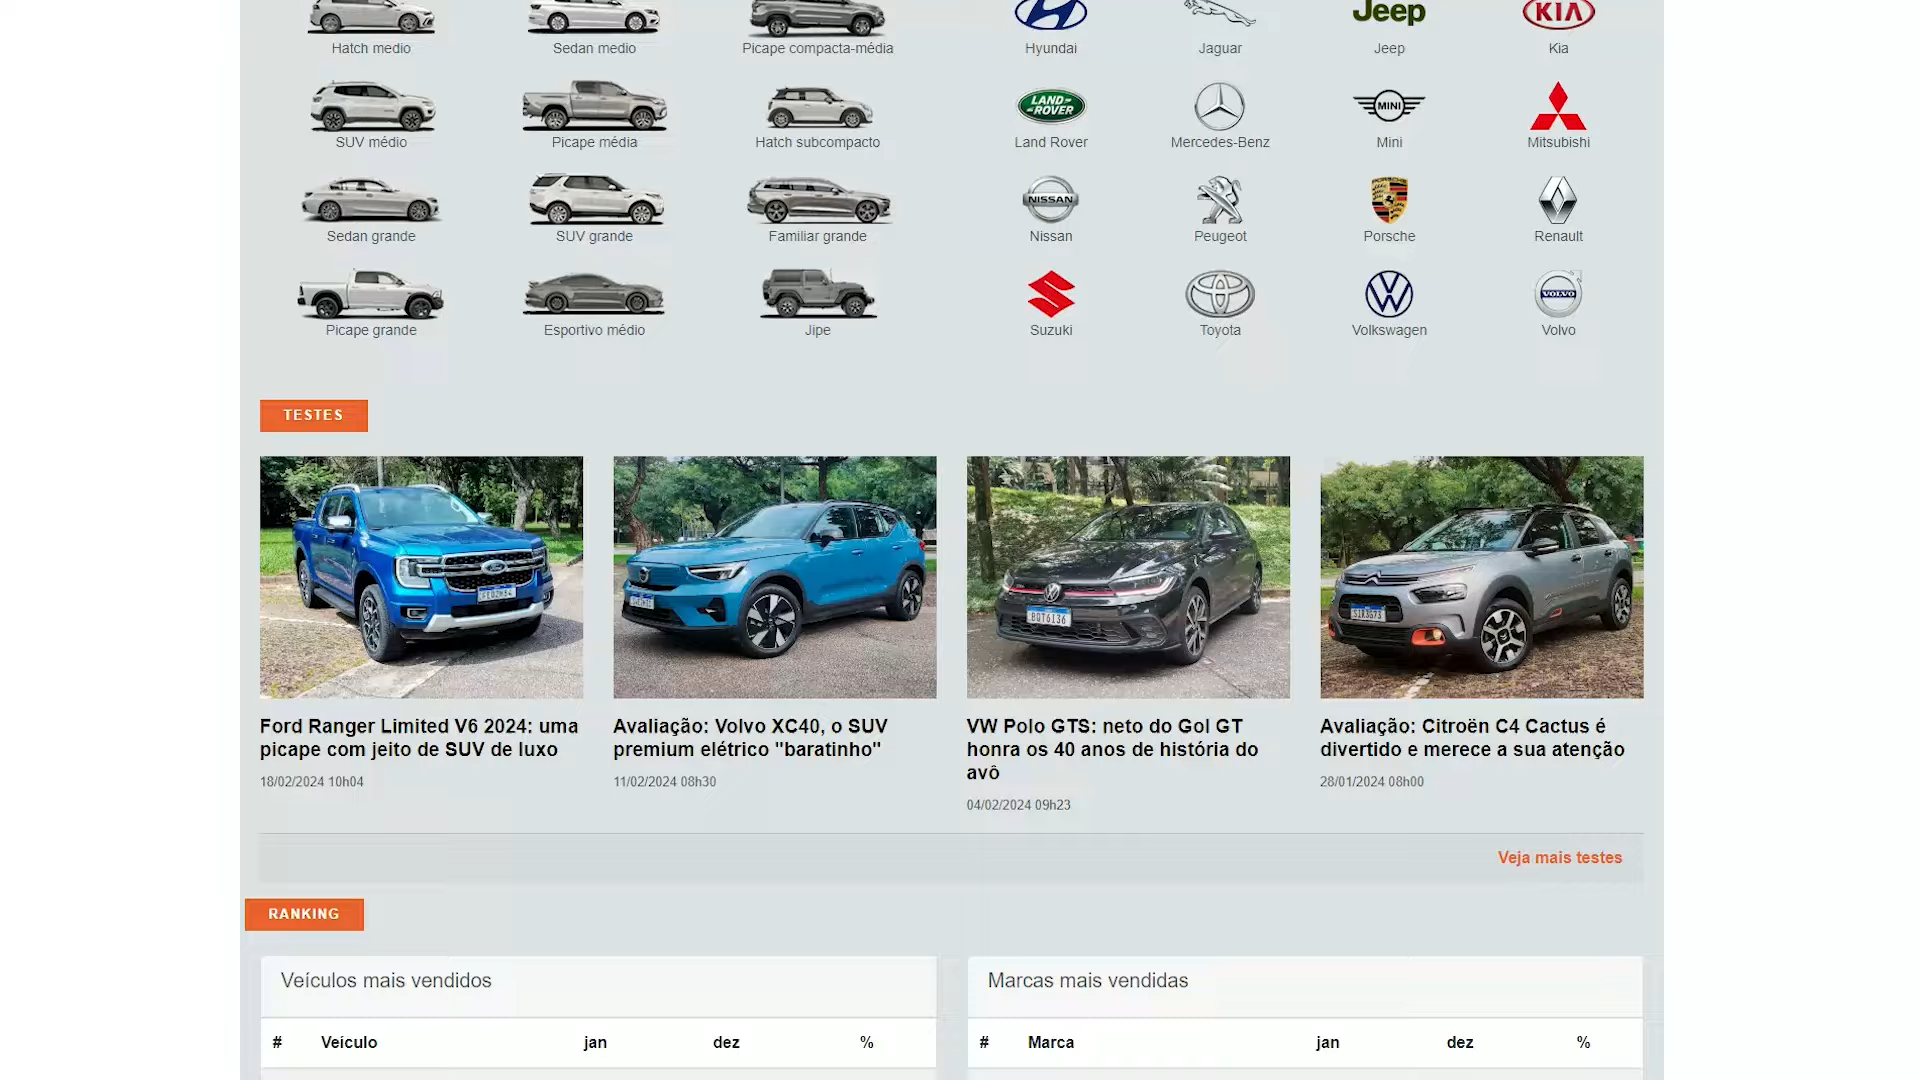 Jeep
KIA
Hatch medio
Sedan medio
Picape compacta-média
Hyundai
Jaguar
Jeep
Kia
LAND-
ROVER
MINI
SUV médio
Picape média
Hatch subcompacto
Land Rover
Mercedes-Benz
Mini
Mitsubishi
NISSAN
PORSCHE
Sedan grande
SUV grande
Familiar grande
Nissan
Peugeot
Porsche
Renault
VOLVO
Picape grande
Esportivo médio
Jipe
Suzuki
Toyota
Volkswagen
Volvo
TESTES
BQT6I36
Ford Ranger Limited V6 2024: uma
picape com jeito de SUV de luxo
18/02/2024 10h04
Avaliação: Volvo XC40, o SUV
premium elétrico "baratinho"
11/02/2024 08h30
VW Polo GTS: neto do Gol GT
honra os 40 anos de história do
avô
04/02/2024 09h23
Avaliação: Citroën C4 Cactus é
divertido e merece a sua atenção
28/01/2024 08h00
Veja mais testes
RANKING
Veículos mais vendidos
# Veículo jan dez %
Marcas mais vendidas
# Marca jan dez %